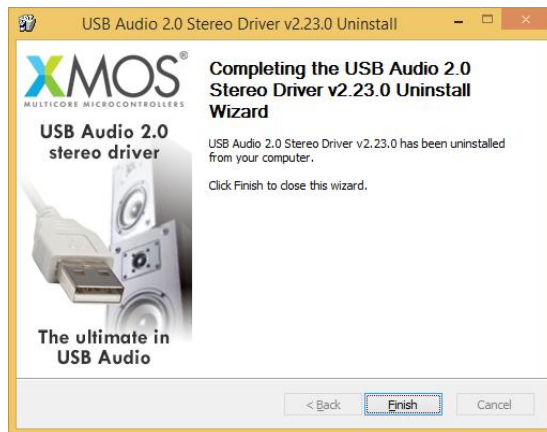 USB Audio 2.0 Stereo Driver v2.23.0 Uninstall
XMOS®
MULTICORE MICROCONTROLLERS
USB Audio 2.0
stereo driver
The ultimate in
USB Audio
Completing the USB Audio 2.0
Stereo Driver v2.23.0 Uninstall
Wizard
USB Audio 2.0 Stereo Driver v2.23.0 has been uninstalled
from your computer.
Click Finish to close this wizard.
< Back
Finish
Cancel